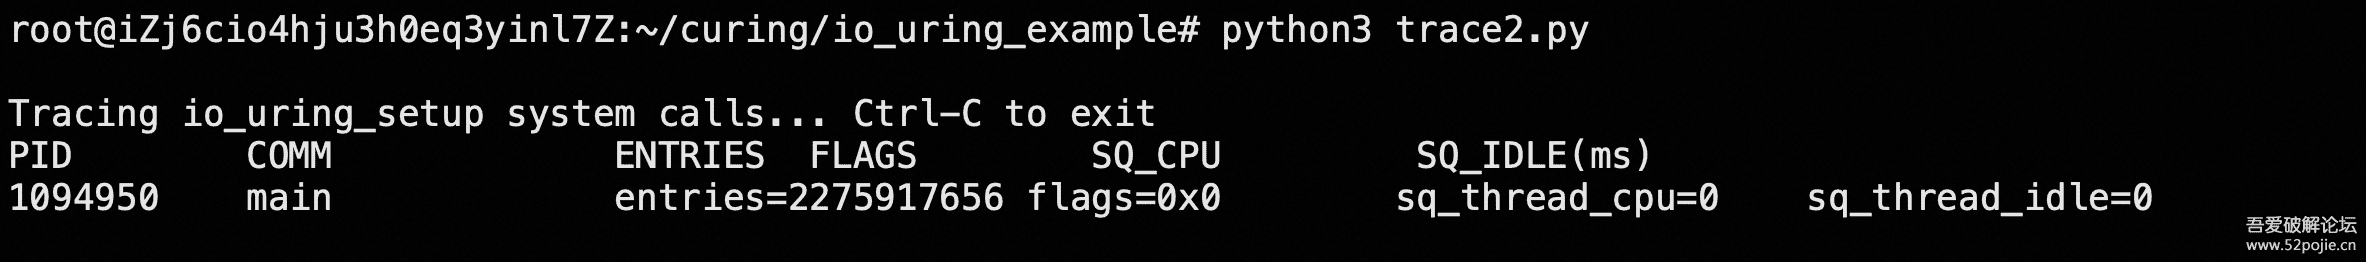 root@iZj6cio4hju3h0eq3yinl7Z:~/curing/io_uring_example# python3 trace2.py
Tracing io_uring_setup system calls... Ctrl-C to exit
PID COMM ENTRIES FLAGS SQ_CPU SQ_IDLE(ms)
1094950 main entries=2275917656 flags=0x0 sq_thread_cpu=0 sq_thread_idle=0
吾爱破解论坛
www.52pojie.cn